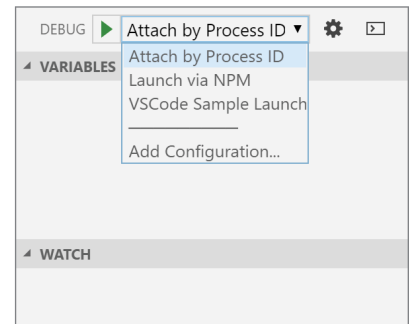 DEBUG Attach by Process ID
Attach by Process ID
VARIABLES
Launch via NPM
VSCode Sample Launch
Add Configuration...
WATCH